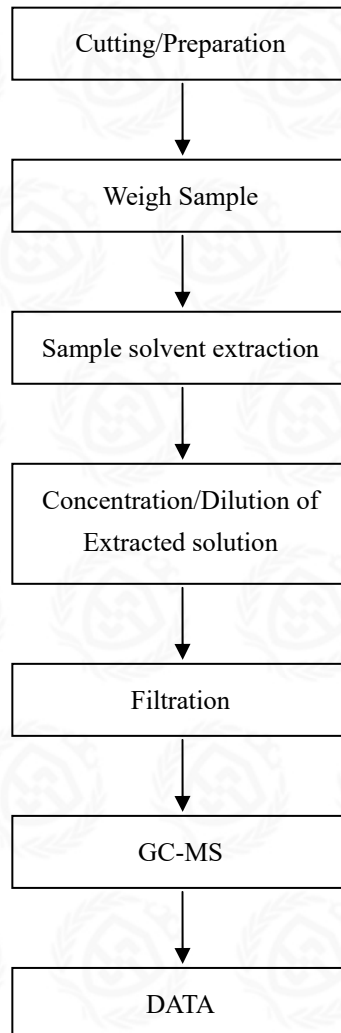 Cutting/Preparation
Weigh Sample
Sample solvent extraction
Concentration/Dilution of
Extracted solution
Filtration
GC-MS
DATA